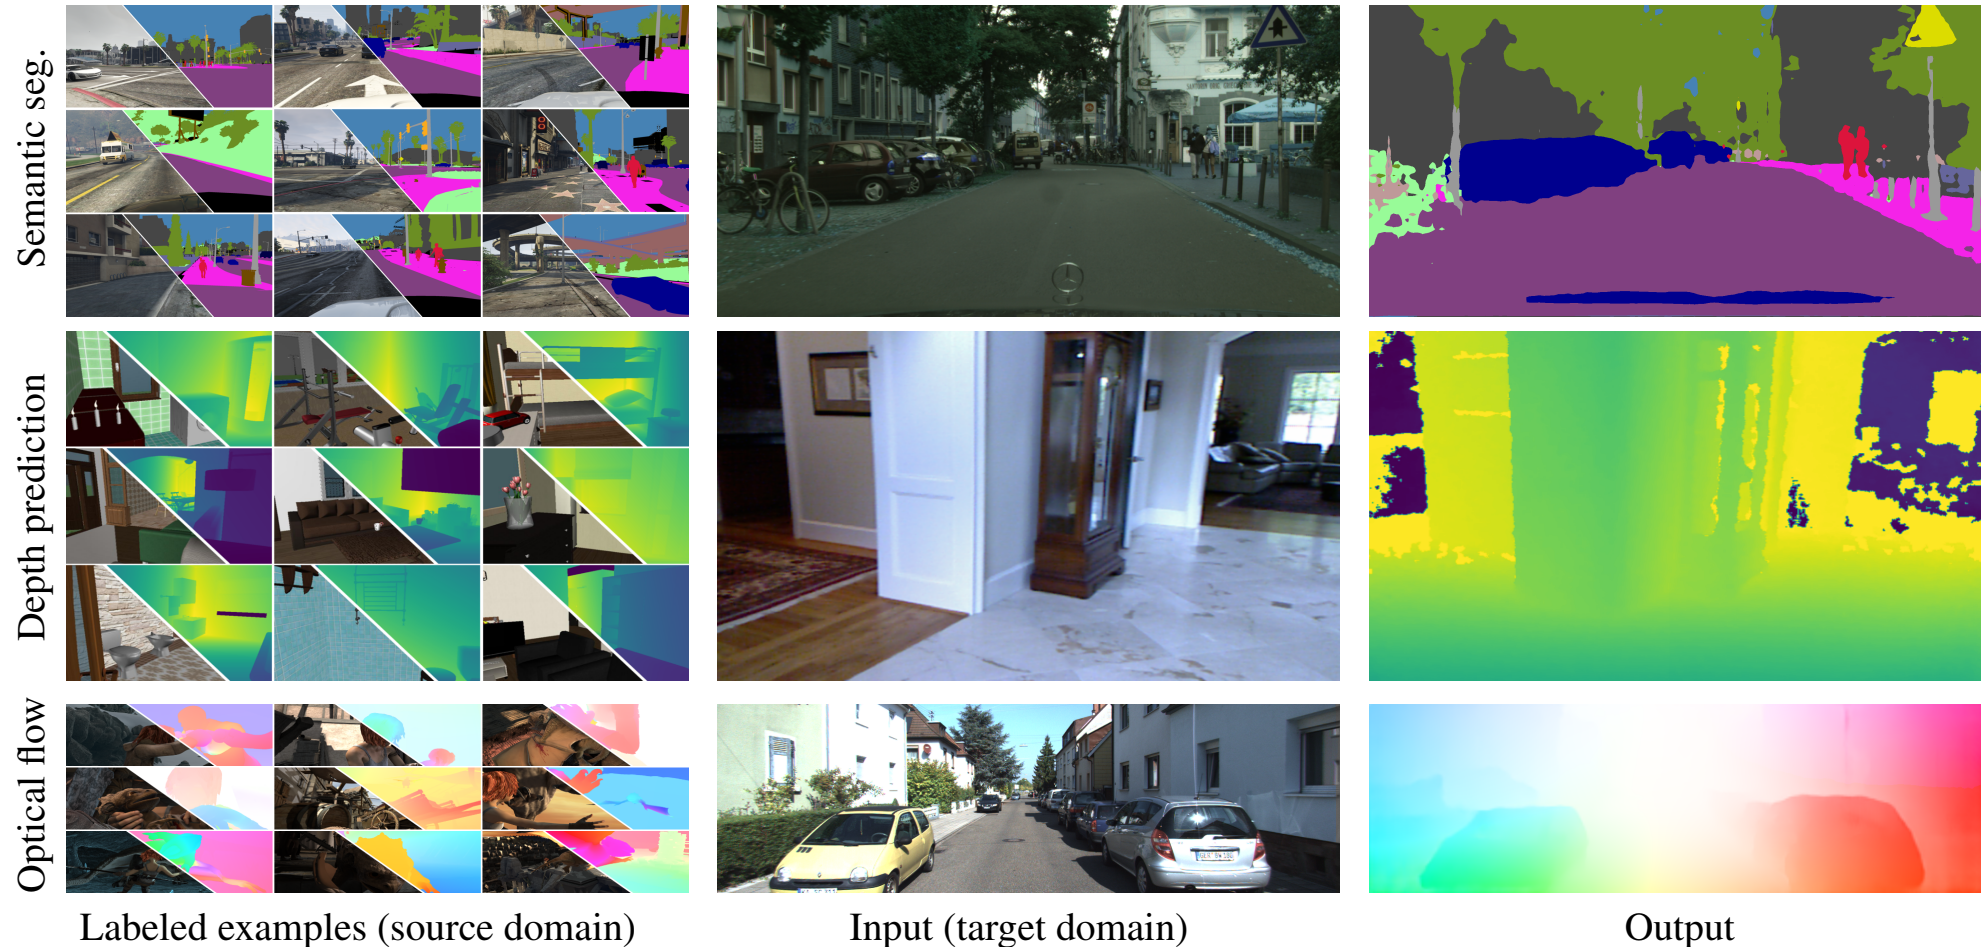 Semantic seg.
Depth prediction
Optical flow
Labeled examples (source domain)
Input (target domain)
Output